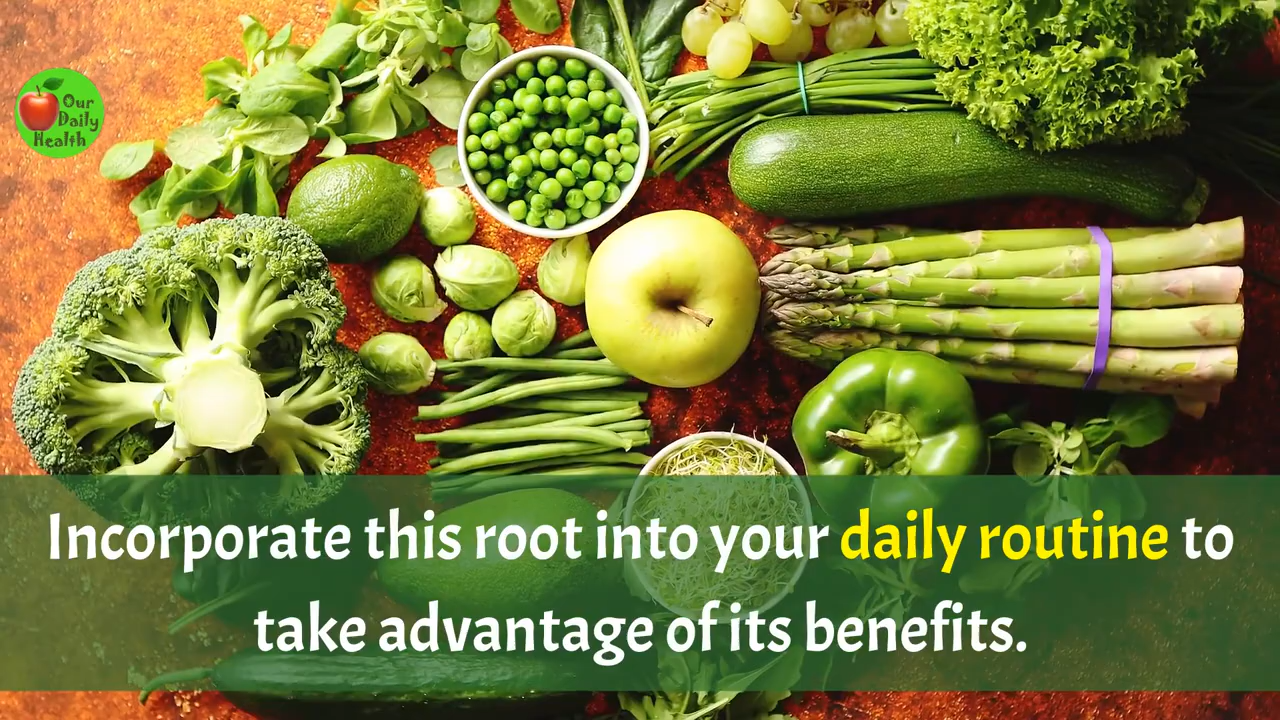 Our
Daily
Health
Incorporate this root into your daily routine to
take advantage of its benefits.